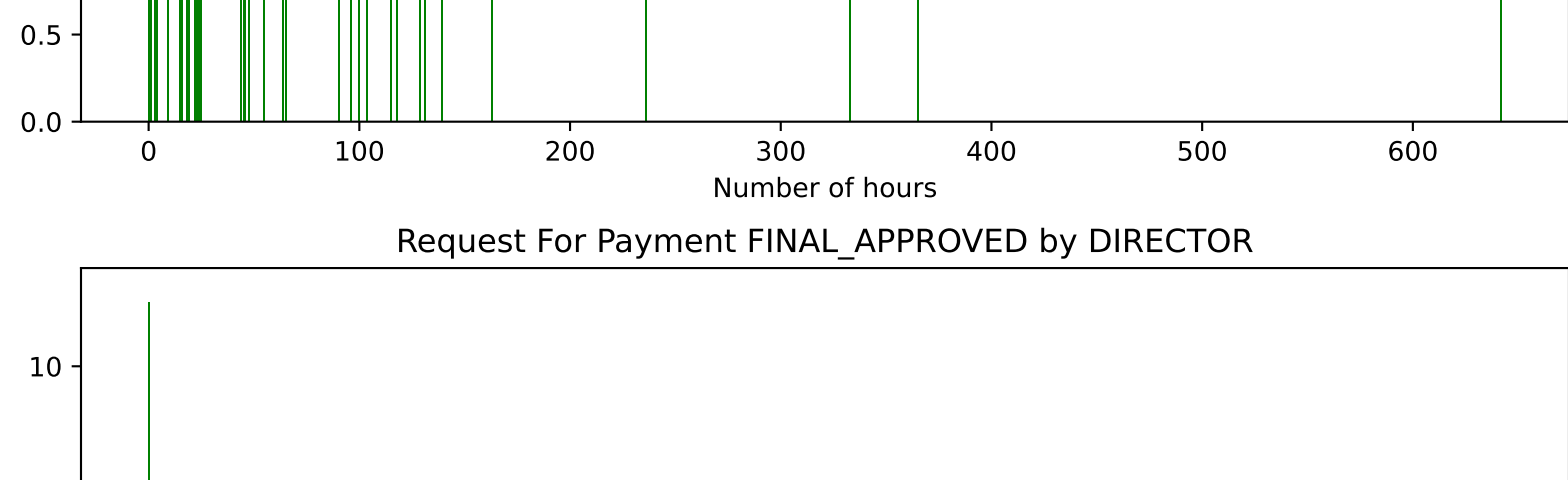 0.5
0.0
0 100 200 300 400 500 600
Number of hours
Request For Payment FINAL_APPROVED by DIRECTOR
10